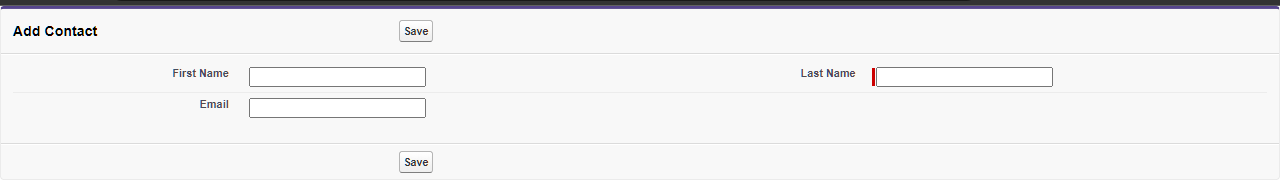 Add Contact Save
First Name Last Name
Email
Save